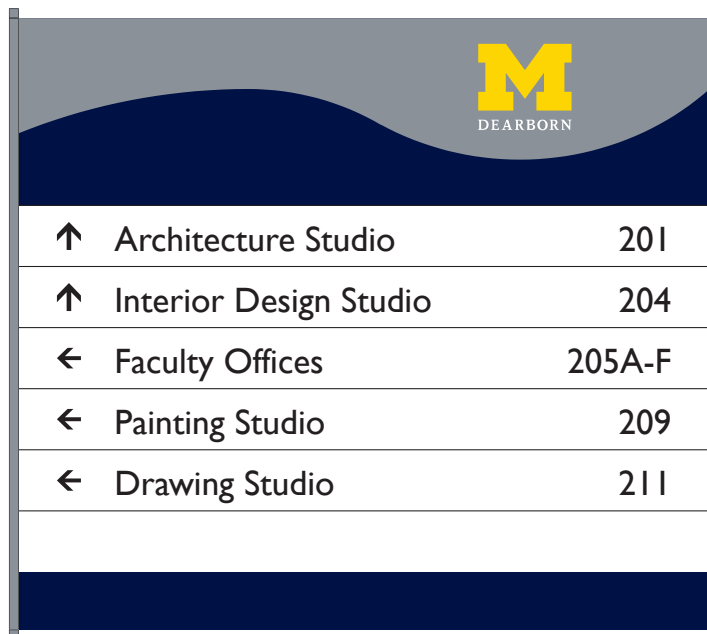 M
DEARBORN
↑ Architecture Studio 201
↑ Interior Design Studio 204
← Faculty Offices 205A-F
← Painting Studio 209
← Drawing Studio 211